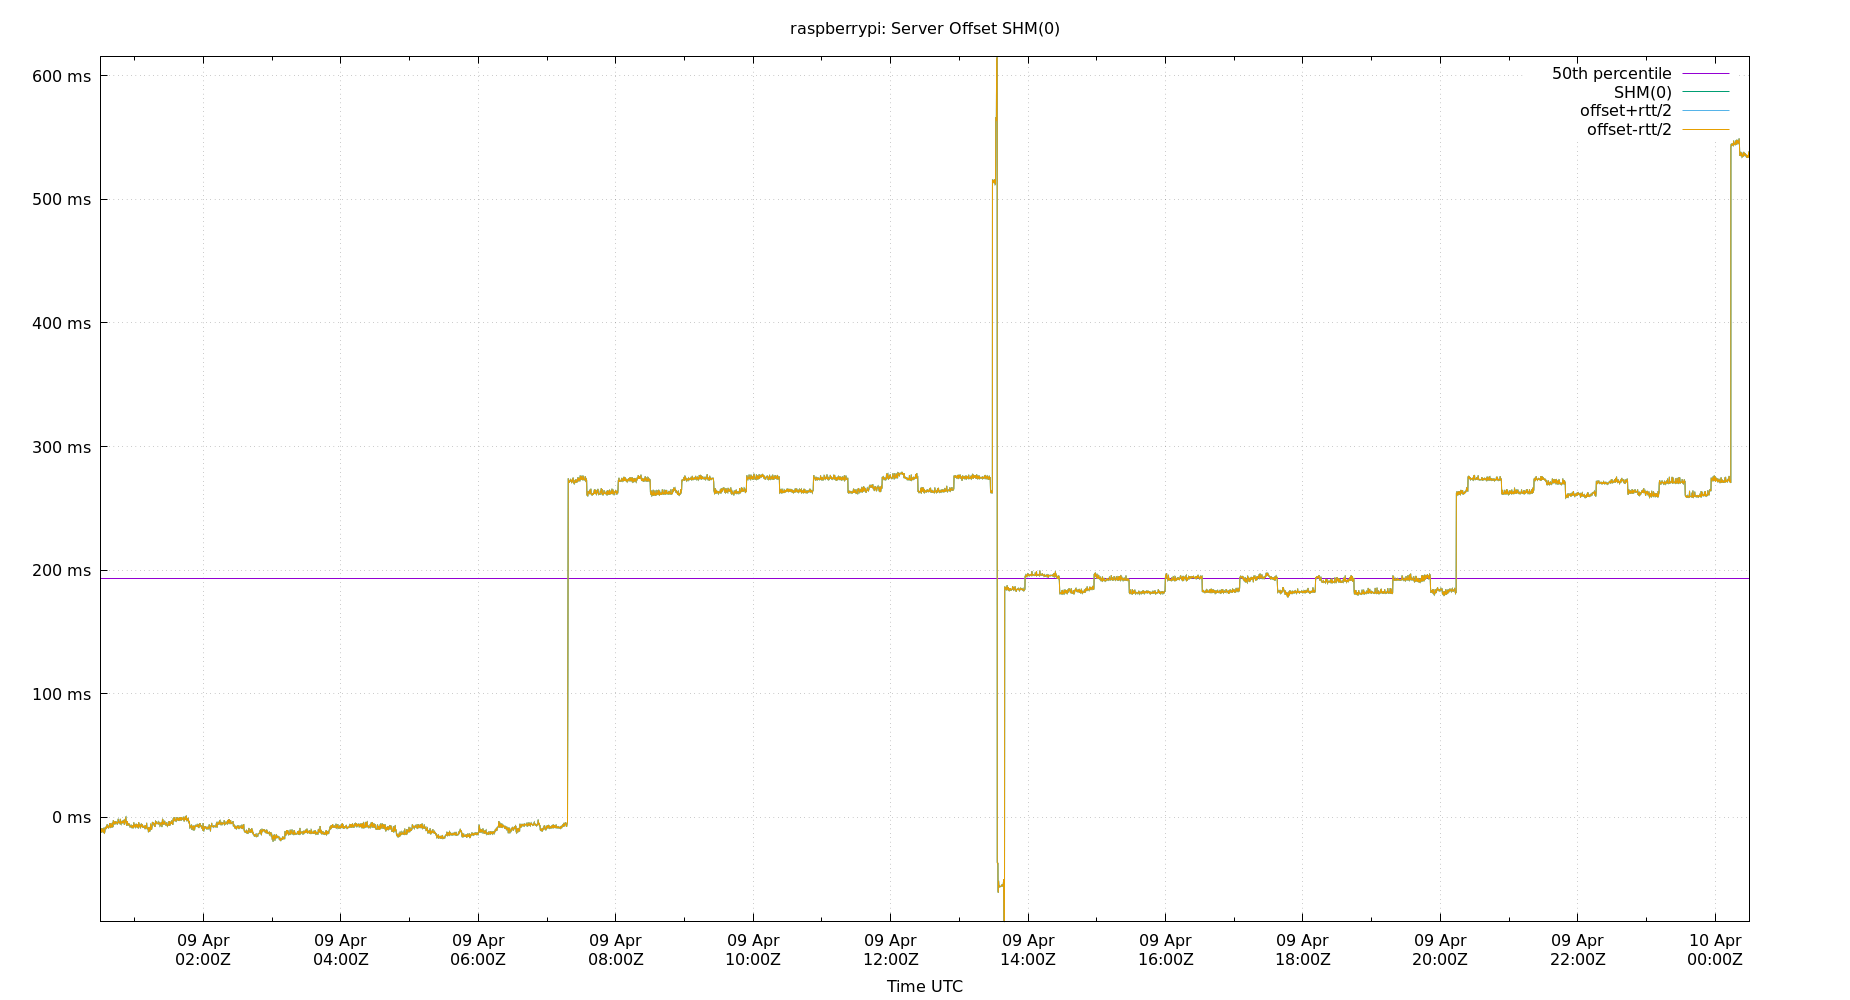 raspberrypi: Server Offset SHM(0)
600 ms
500 ms
400 ms
300 ms
200 ms
100 ms
0 ms
50th percentile
SHM(0)
offset+rtt/2
offset-rtt/2
09 Apr
02:00Z
09 Apr
04:00Z
09 Apr
06:00Z
09 Apr
08:00Z
09 Apr
10:00Z
09 Apr
12:00Z
09 Apr
14:00Z
09 Apr
16:00Z
09 Apr
18:00Z
09 Apr
20:00Z
09 Apr
22:00Z
10 Apr
00:00Z
Time UTC